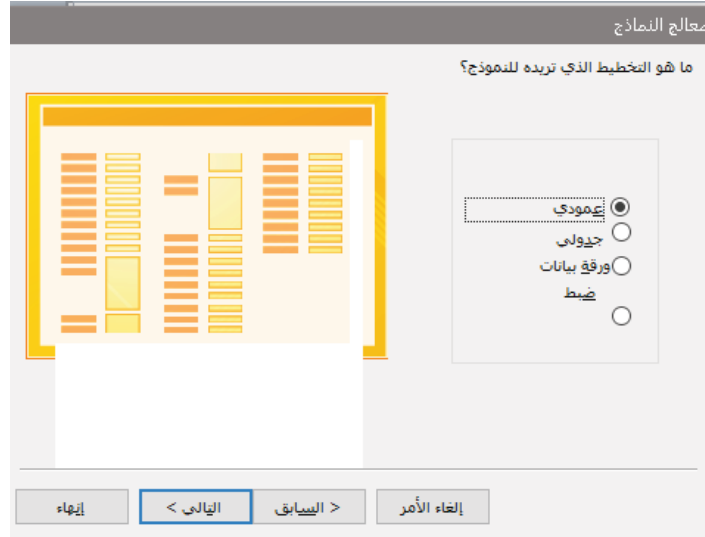 معالج النماذج
ما هو التخطيط الذي تريده للنموذج؟
عمودي
جدولي
ورقة بيانات
ضبط
إلغاء الأمر
< السابق
التالي >
إنهاء